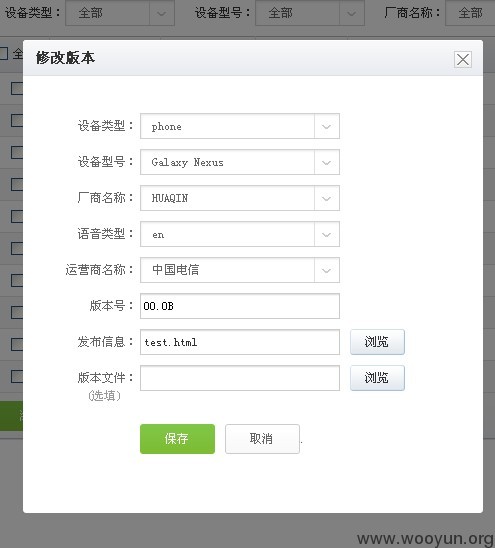 设备类型： 全部 设备型号： 全部 厂商名称： 全部
全
修改版本
设备类型： phone
设备型号： Galaxy Nexus
厂商名称： HUAQIN
语音类型： en
运营商名称： 中国电信
版本号： 00.0B
发布信息： test.html 浏览
版本文件： 浏览
(选填)
保存 取消 .
www.wooyun.org